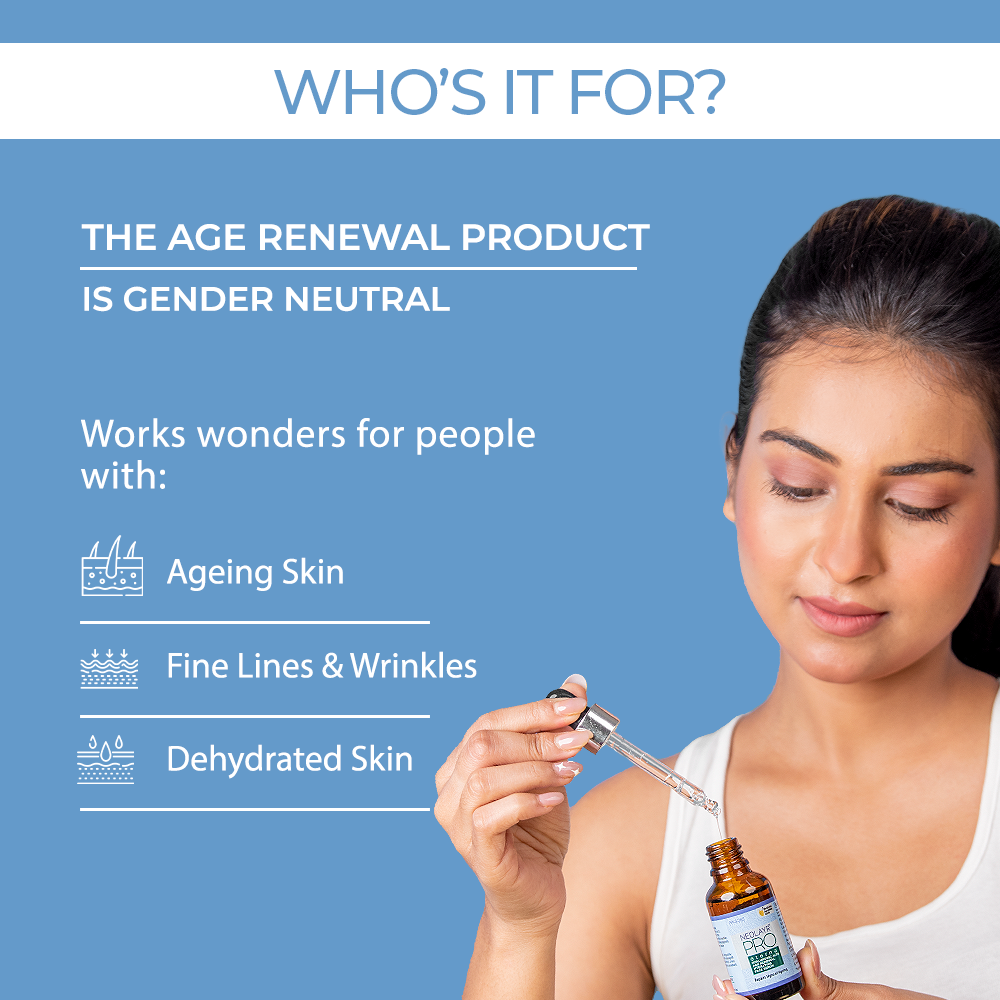 WHO'S IT FOR?
THE AGE RENEWAL PRODUCT
IS GENDER NEUTRAL
Works wonders for people
with:
Ageing Skin
Fine Lines & Wrinkles
Dehydrated Skin
NEOLAYR
PRO